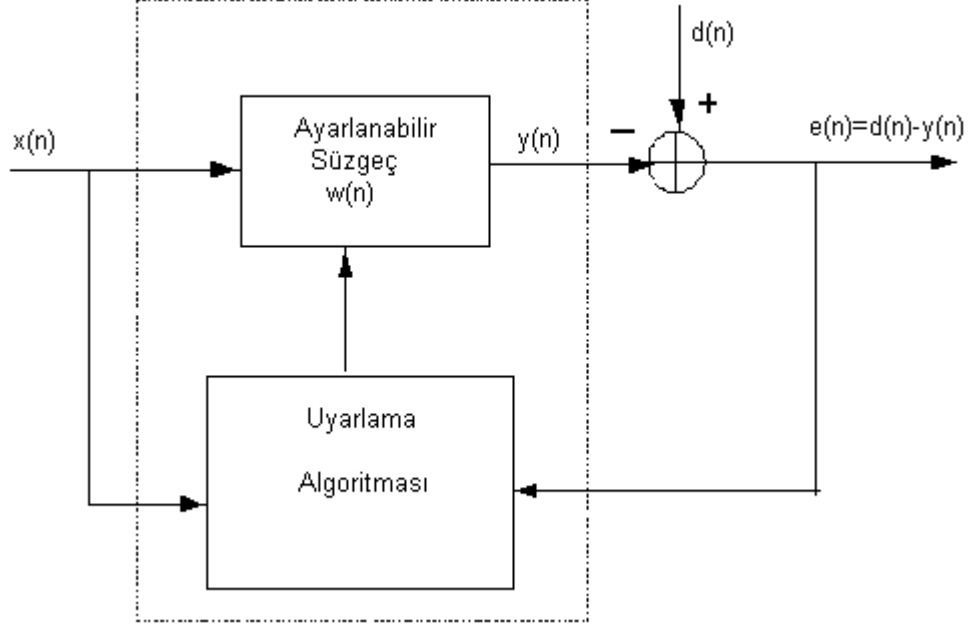 d(n)
+
e(n)=d(n)-y(n)
x(n)
Ayarlanabilir
Süzgeç
w(n)
y(n)
−
Uyarlama
Algoritması